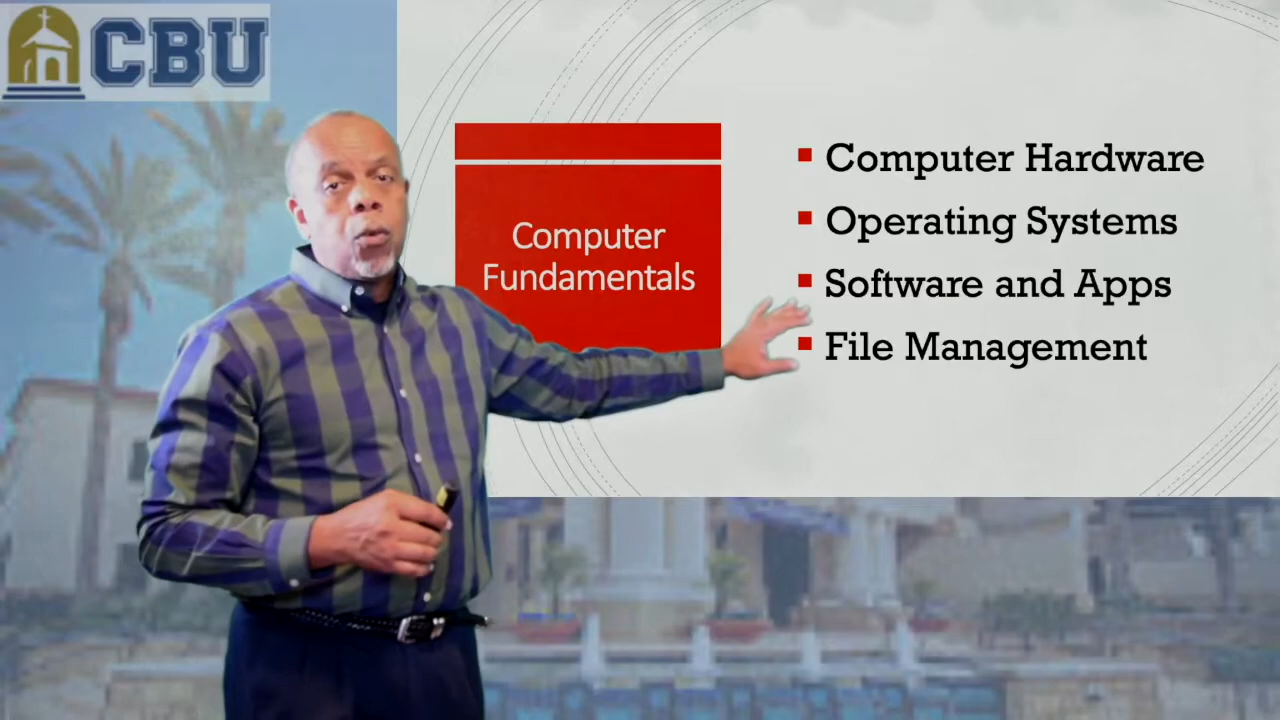 CBU
Computer
Fundamentals
Computer Hardware
Operating Systems
Software and Apps
File Management